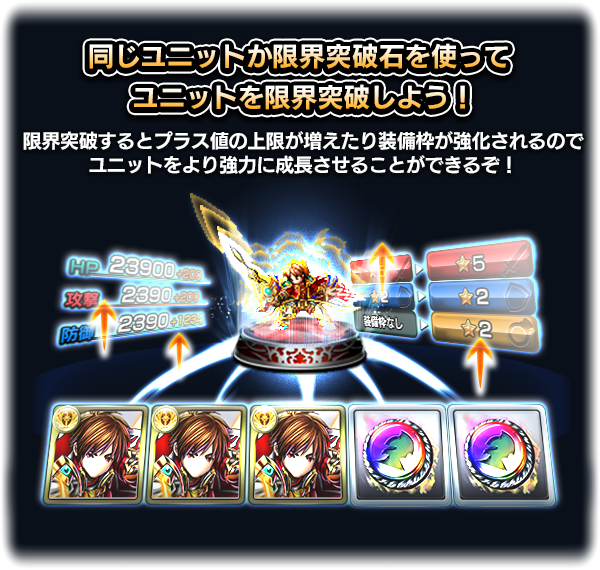 同じユニットか限界突破石を使って
ユニットを限界突破しよう！
限界突破するとプラス値の上限が増えたり装備枠が強化されるので
ユニットをより強力に成長させることができるぞ！
HP 23900 +200
攻撃 2390 +200
防御 2390
5
2
2
装備枠なし
2